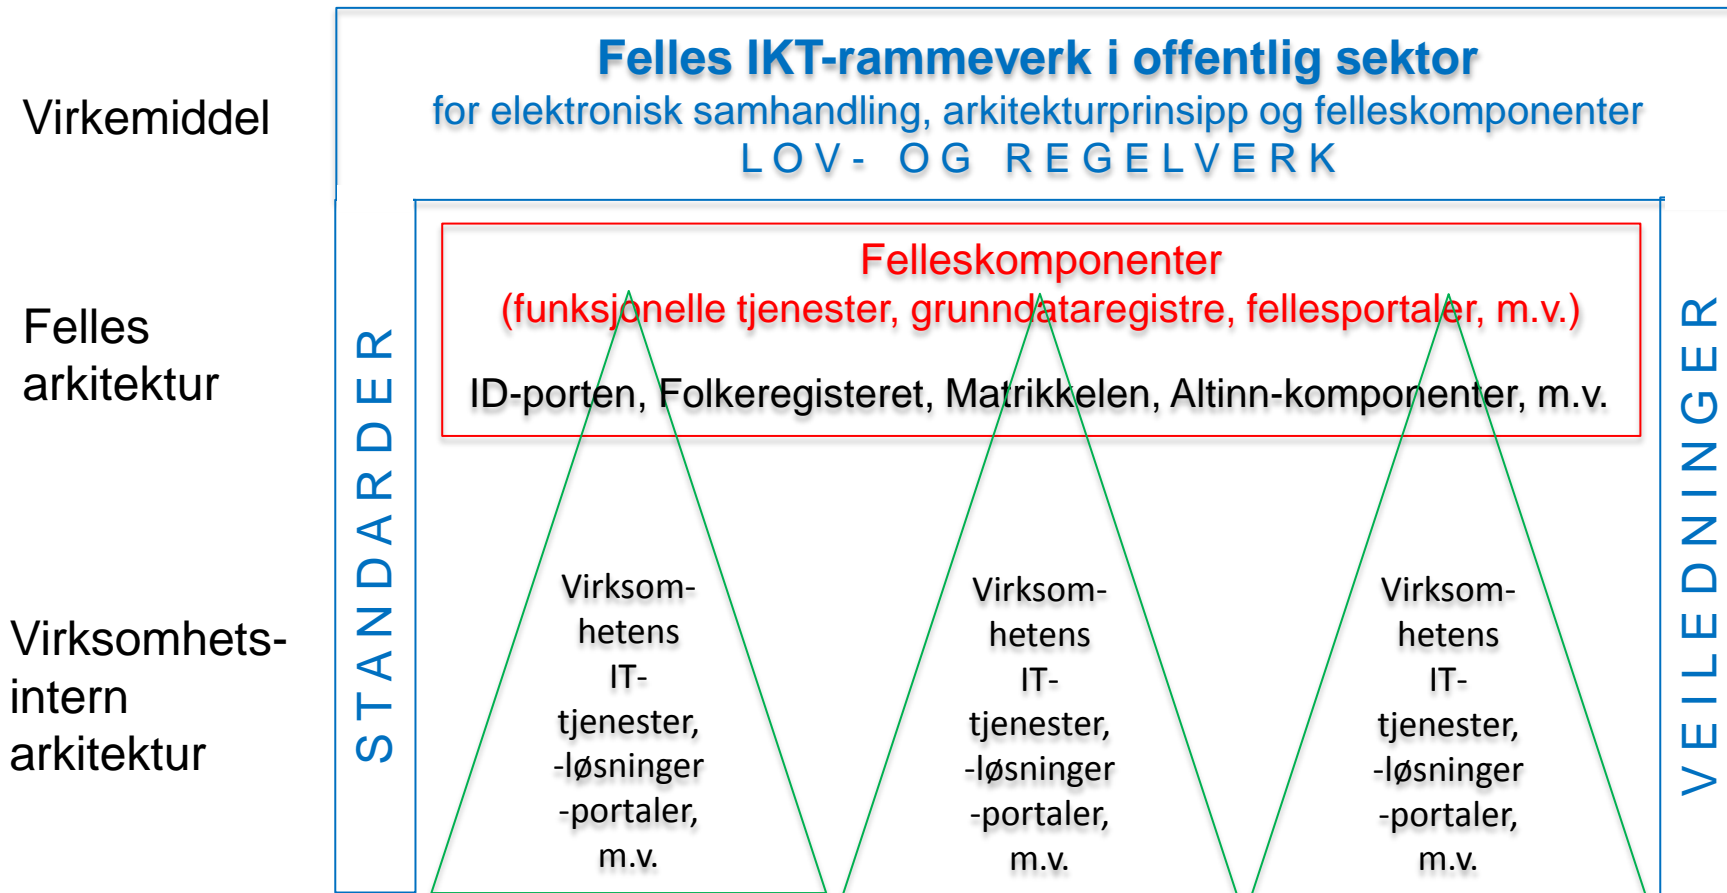 Virkemiddel
Felles IKT-rammeverk i offentlig sektor
for elektronisk samhandling, arkitekturprinsipp og felleskomponenter
LOV- OG REGELVERK
Felles
arkitektur
STANDARDER
Felleskomponenter
(funksjonelle tjenester, grunndataregistre, fellesportaler, m.v.)
ID-porten, Folkeregisteret, Matrikkelen, Altinn-komponenter, m.v.
VEILEDNINGER
Virksomhets-
intern
arkitektur
Virksom-
hetens
IT-
tjenester,
-løsninger
-portaler,
m.v.
Virksom-
hetens
IT-
tjenester,
-løsninger
-portaler,
m.v.
Virksom-
hetens
IT-
tjenester,
-løsninger
-portaler,
m.v.